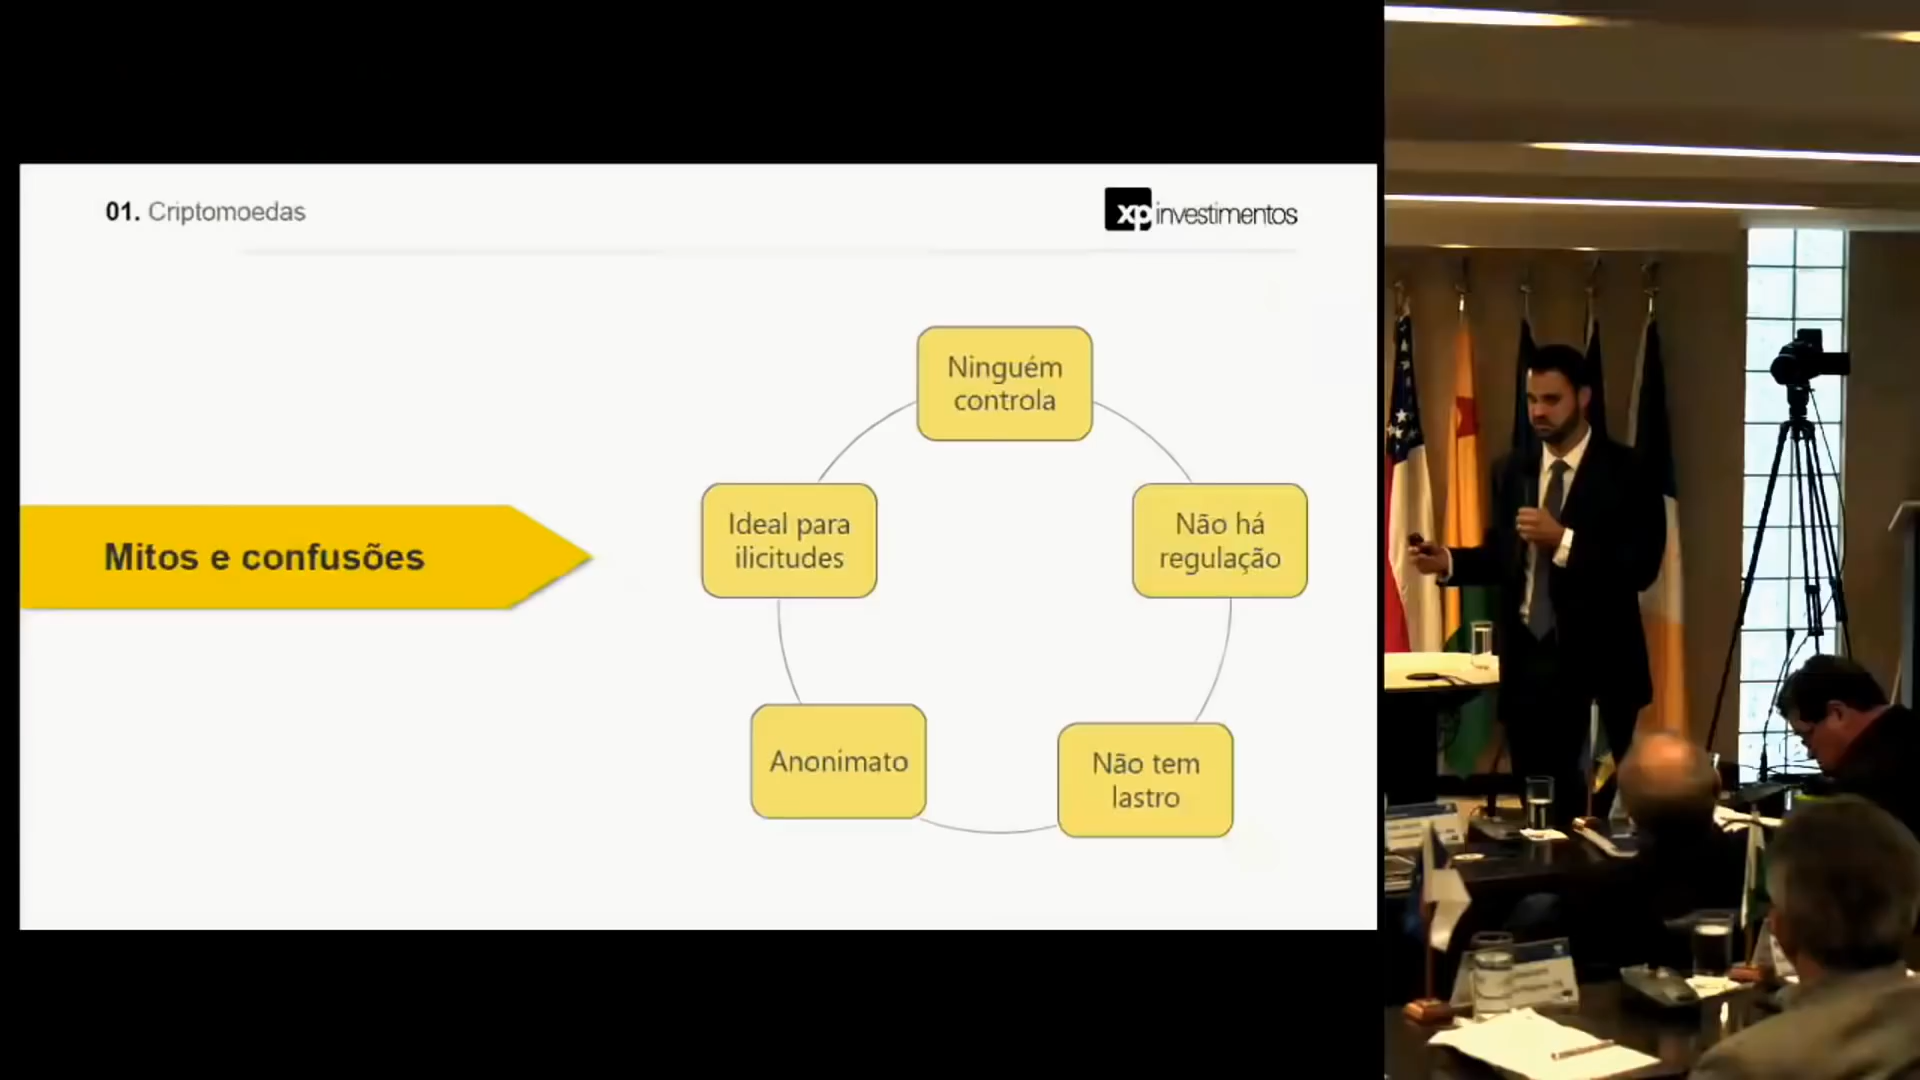 01. Criptomoedas
xp investimentos
Mitos e confusões
Ninguém
controla
Não há
regulação
Não tem
lastro
Anonimato
Ideal para
ilicitudes